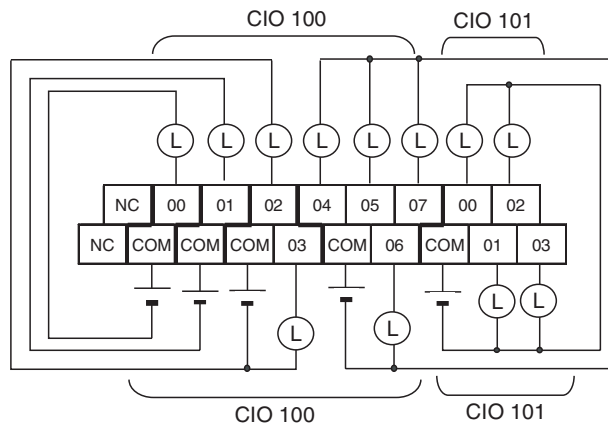 CIO 100 CIO 101
L L L L L L L L
NC 00 01 02 04 05 07 00 02
NC COM COM COM 03 COM 06 COM 01 03
L L L L
CIO 100 CIO 101